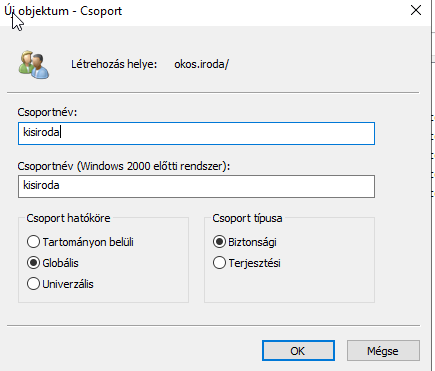 Új objektum - Csoport
Létrehozás helye: okos.iroda/
Csoportnév:
kisiroda
Csoportnév (Windows 2000 előtti rendszer):
kisiroda
Csoport hatóköre
Tartományon belüli
Globális
Univerzális
Csoport típusa
Biztonsági
Terjesztési
OK
Mégse